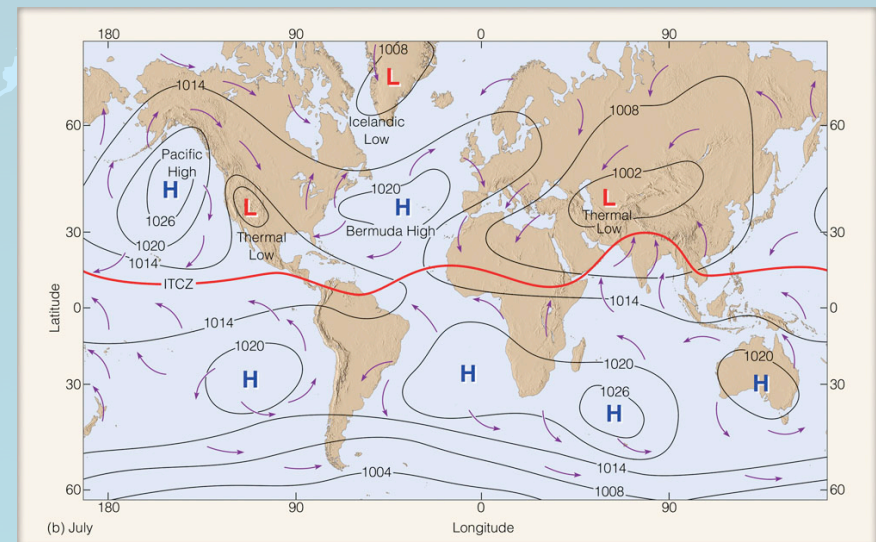 180
90
0
90
1008
L
1014
1008
60
60
Icelandic
Low
Pacific
High
H
1026
1020
1014
L
Thermal
Low
1020
H
Bermuda High
1002
L
Thermal
Low
30
30
ITCZ
Latitude
0
0
1014
1014
1020
H
H
1020
1026
H
1020
H
30
30
1004
1014
1008
60
60
180
90
0
90
(b) July
Longitude